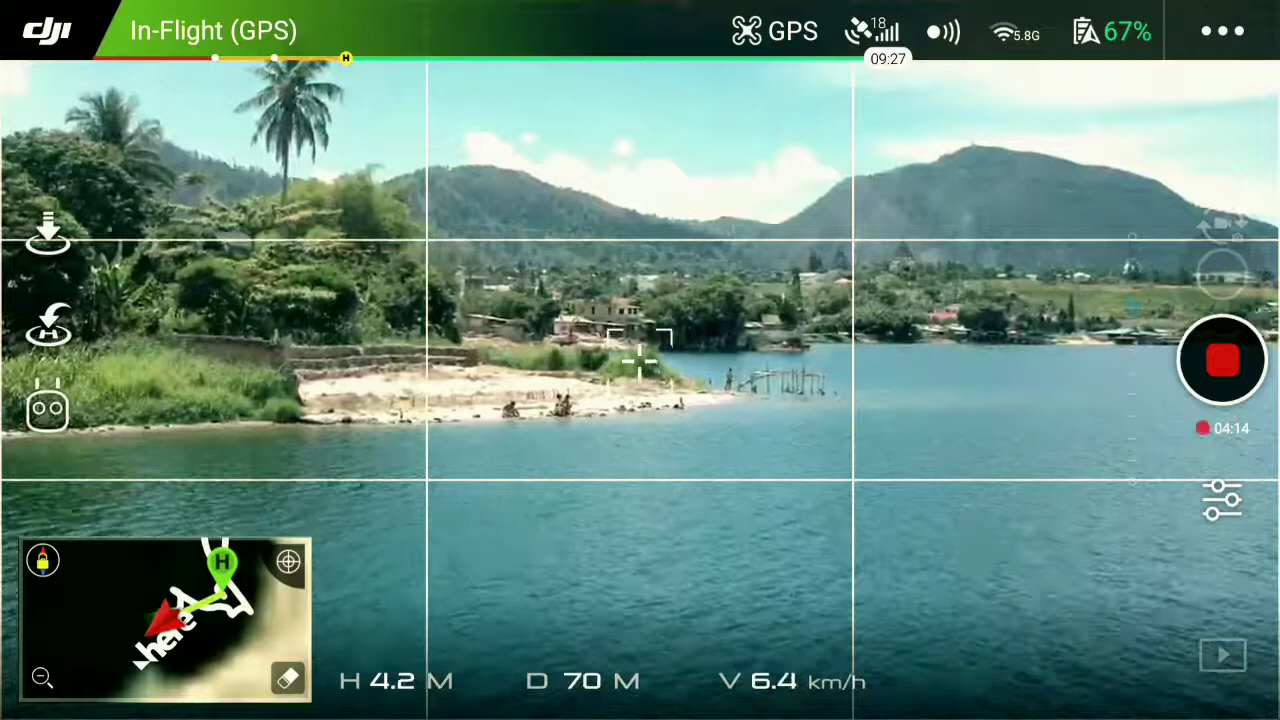 dji In-Flight (GPS) GPS 18 5.8G 67%
09:27
H
04:14
H
here
H 4.2 M D 70 M V 6.4 km/h